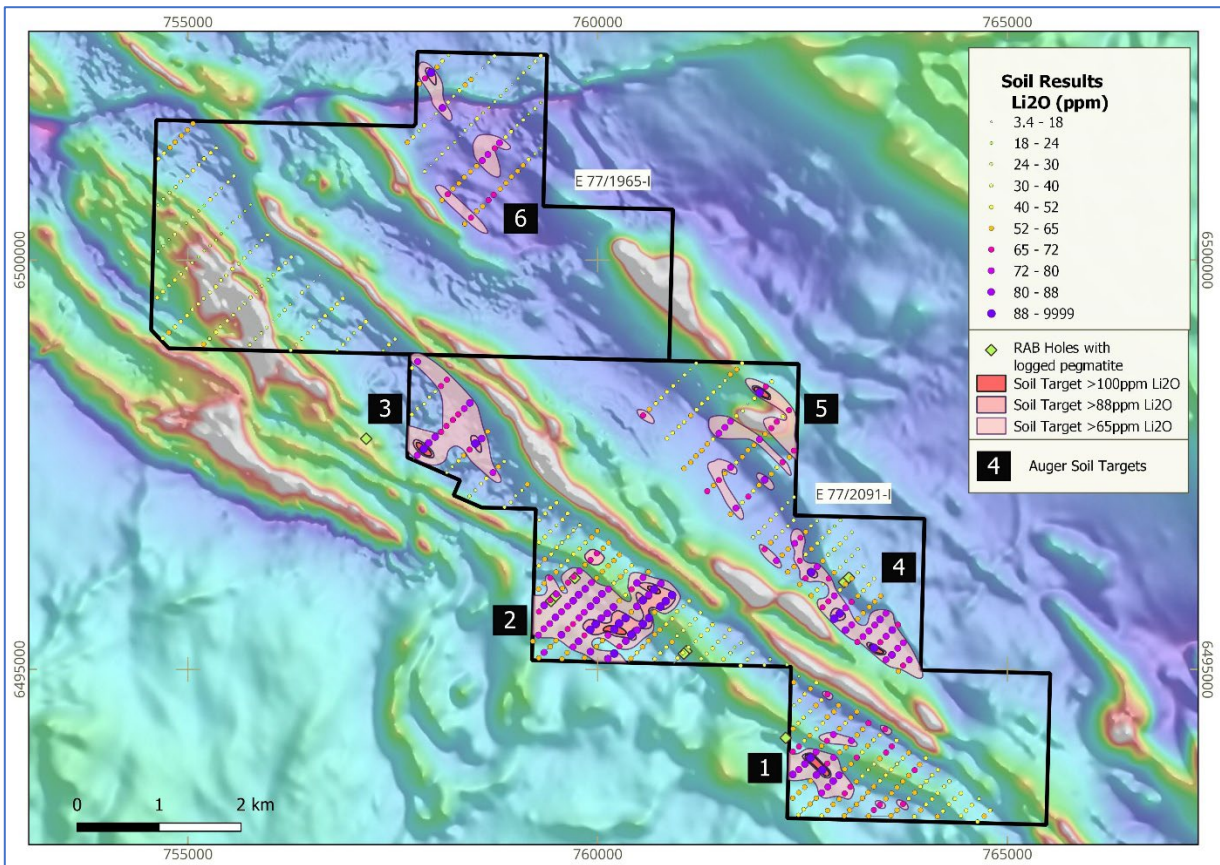 755000
760000
765000
Soil Results
Li2O (ppm)
3.4 - 18
18 - 24
24 - 30
30 - 40
40 - 52
52 - 65
65 - 72
72 - 80
80 - 88
88 - 9999
RAB Holes with
logged pegmatite
Soil Target >100ppm Li2O
Soil Target >88ppm Li2O
Soil Target >65ppm Li2O
4 Auger Soil Targets
E 77/1965-I
6
6500000
6500000
3
5
E 77/2091-I
4
2
6495000
6495000
1
0 1 2 km
755000
760000
765000